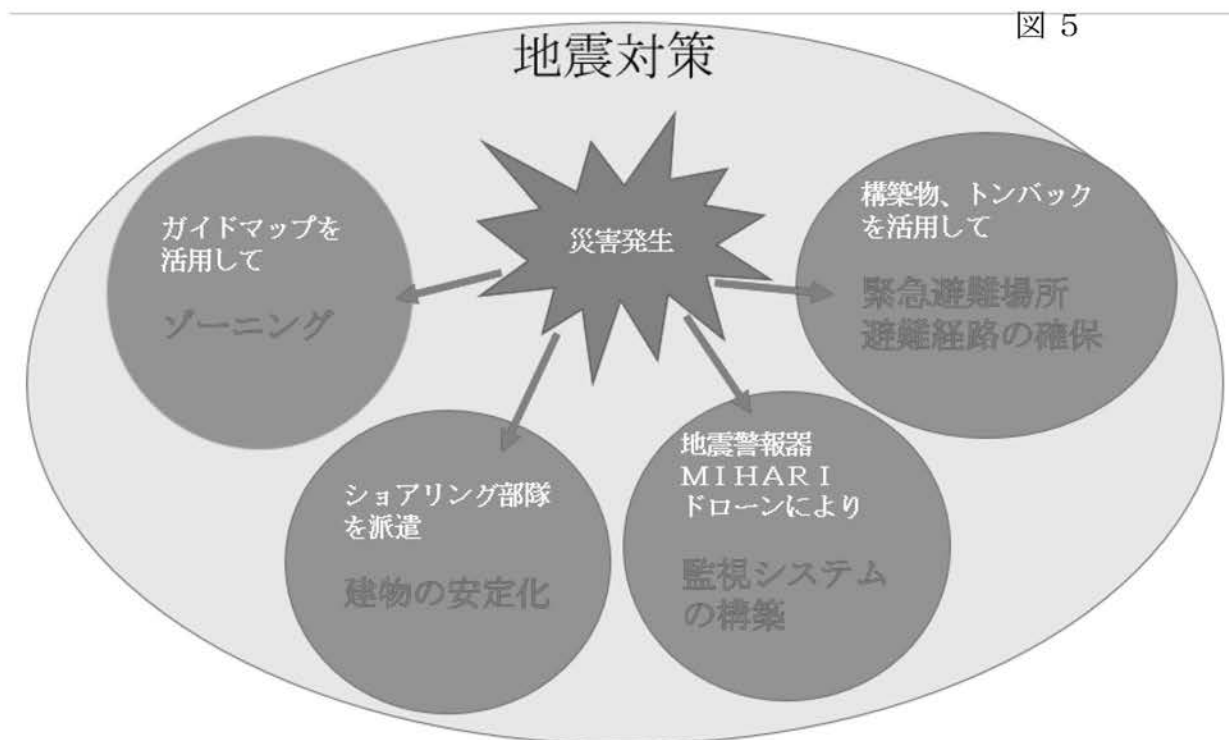 図５
地震対策
災害発生
ガイドマップを
活用して
ゾーニング
ショアリング部隊
を派遣
建物の安定化
地震警報器
ＭＩＨＡＲＩ
ドローンにより
監視システム
の構築
構築物、トンバック
を活用して
緊急避難場所
避難経路の確保